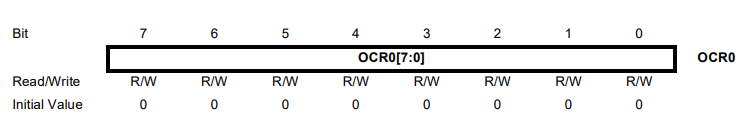 Bit 7 6 5 4 3 2 1 0
OCR0[7:0] OCR0
Read/Write R/W R/W R/W R/W R/W R/W R/W R/W
Initial Value 0 0 0 0 0 0 0 0